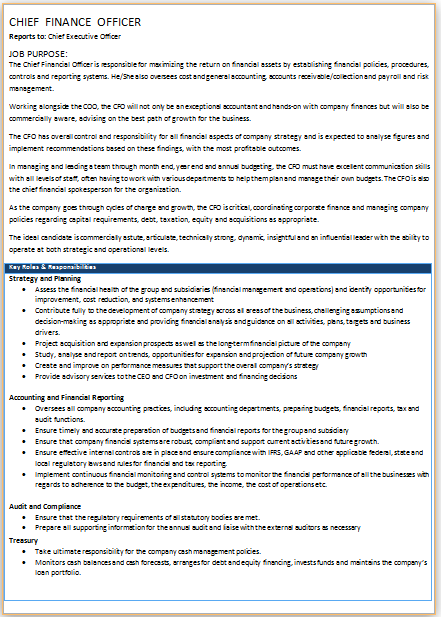 CHIEF FINANCE OFFICER
Reports to: Chief Executive Officer
JOB PURPOSE:
The Chief Financial Officer is responsible for maximizing the return on financial assets by establishing financial policies, procedures,
controls and reporting systems. He/She also oversees cost and general accounting, accounts receivable/collection and payroll and risk
management.
Working alongside the COO, the CFO will not only be an exceptional accountant and hands-on with company finances but will also be
commercially aware, advising on the best path of growth for the business.
The CFO has overall control and responsibility for all financial aspects of company strategy and is expected to analyse figures and
implement recommendations based on these findings, with the most profitable outcomes.
In managing and leading a team through month end, year end and annual budgeting, the CFO must have excellent communication skills
with all levels of staff, often having to work with various departments to help them plan and manage their own budgets. The CFO is also
the chief financial spokesperson for the organization.
As the company goes through cycles of change and growth, the CFO is critical, coordinating corporate finance and managing company
policies regarding capital requirements, debt, taxation, equity and acquisitions as appropriate.
The ideal candidate is commercially astute, articulate, technically strong, dynamic, insightful and an influential leader with the ability to
operate at both strategic and operational levels.
Key Roles & Responsibilities
Strategy and Planning
• Assess the financial health of the group and subsidiaries (financial management and operations) and identify opportunities for
improvement, cost reduction, and systems enhancement
• Contribute fully to the development of company strategy across all areas of the business, challenging assumptions and
decision-making as appropriate and providing financial analysis and guidance on all activities, plans, targets and business
drivers.
• Project acquisition and expansion prospects as well as the long-term financial picture of the company
• Study, analyse and report on trends, opportunities for expansion and projection of future company growth
• Create and improve on performance measures that support the overall company's strategy
• Provide advisory services to the CEO and CFO on investment and financing decisions
Accounting and Financial Reporting
• Oversees all company accounting practices, including accounting departments, preparing budgets, financial reports, tax and
audit functions.
• Ensure timely and accurate preparation of budgets and financial reports for the group and subsidiary
• Ensure that company financial systems are robust, compliant and support current activities and future growth.
• Ensure effective internal controls are in place and ensure compliance with IFRS, GAAP and other applicable federal, state and
local regulatory laws and rules for financial and tax reporting.
• Implement continuous financial monitoring and control systems to monitor the financial performance of all the businesses with
regards to adherence to the budget, the expenditures, the income, the cost of operations etc.
Audit and Compliance
• Ensure that the regulatory requirements of all statutory bodies are met.
• Prepare all supporting information for the annual audit and liaise with the external auditors as necessary
Treasury
• Take ultimate responsibility for the company cash management policies.
• Monitors cash balances and cash forecasts, arranges for debt and equity financing, invests funds and maintains the company's
loan portfolio.